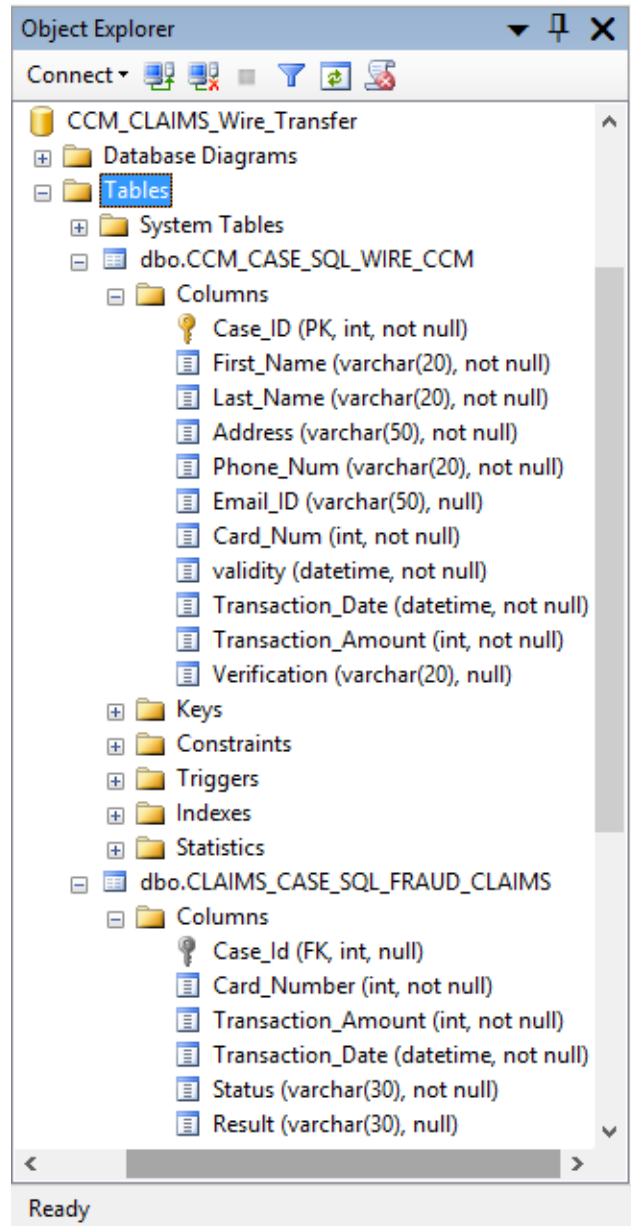 Object Explorer
Connect
CCM_CLAIMS_Wire_Transfer
Database Diagrams
Tables
System Tables
dbo.CCM_CASE_SQL_WIRE_CCM
Columns
Case_ID (PK, int, not null)
First_Name (varchar(20), not null)
Last_Name (varchar(20), not null)
Address (varchar(50), not null)
Phone_Num (varchar(20), not null)
Email_ID (varchar(50), null)
Card_Num (int, not null)
validity (datetime, not null)
Transaction_Date (datetime, not null)
Transaction_Amount (int, not null)
Verification (varchar(20), null)
Keys
Constraints
Triggers
Indexes
Statistics
dbo.CLAIMS_CASE_SQL_FRAUD_CLAIMS
Columns
Case_Id (FK, int, null)
Card_Number (int, not null)
Transaction_Amount (int, not null)
Transaction_Date (datetime, not null)
Status (varchar(30), not null)
Result (varchar(30), null)
Ready